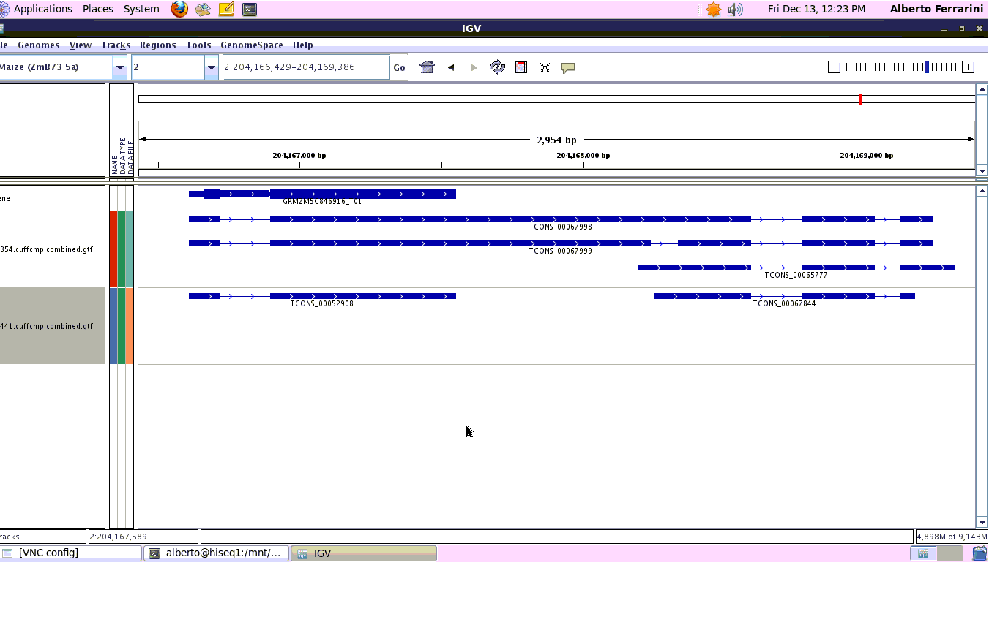 Applications Places System Fri Dec 13, 12:23 PM Alberto Ferrarini
IGV
le Genomes View Tracks Regions Tools GenomeSpace Help
Maize (ZmB73 5a) 2 2:204,166,429-204,169,386 Go
NAME
DATA TYPE
DATA FILE
2,954 bp
204,167,000 bp 204,168,000 bp 204,169,000 bp
ene
GRMZM5G846916_T01
TCONS_00067998
354.cuffcmp.combined.gtf
TCONS_00067999
TCONS_00065777
TCONS_00052908 TCONS_00067844
441.cuffcmp.combined.gtf
racks 2:204,167,589 4,898M of 9,143M
[VNC config] alberto@hiseq1:/mnt/... IGV